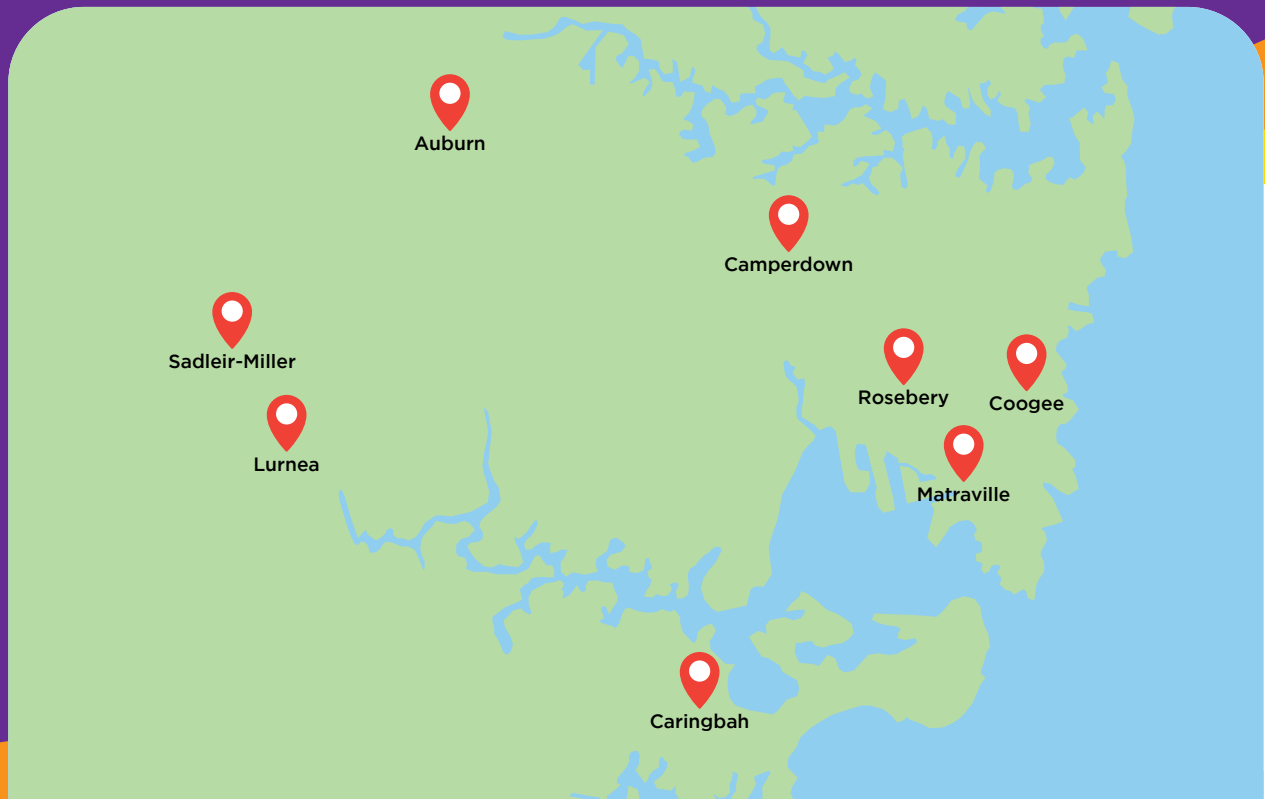 Auburn
Camperdown
Sadleir-Miller
Rosebery
Coogee
Lurnea
Matraville
Caringbah